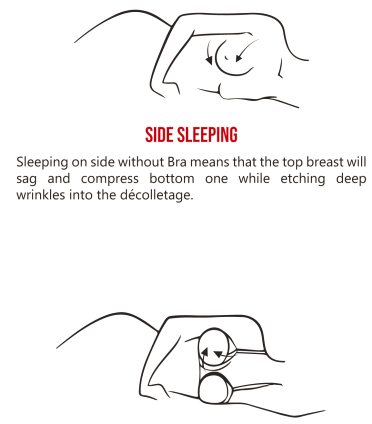 SIDE SLEEPING
Sleeping on side without Bra means that the top breast will
sag and compress bottom one while etching deep
wrinkles into the décolletage.